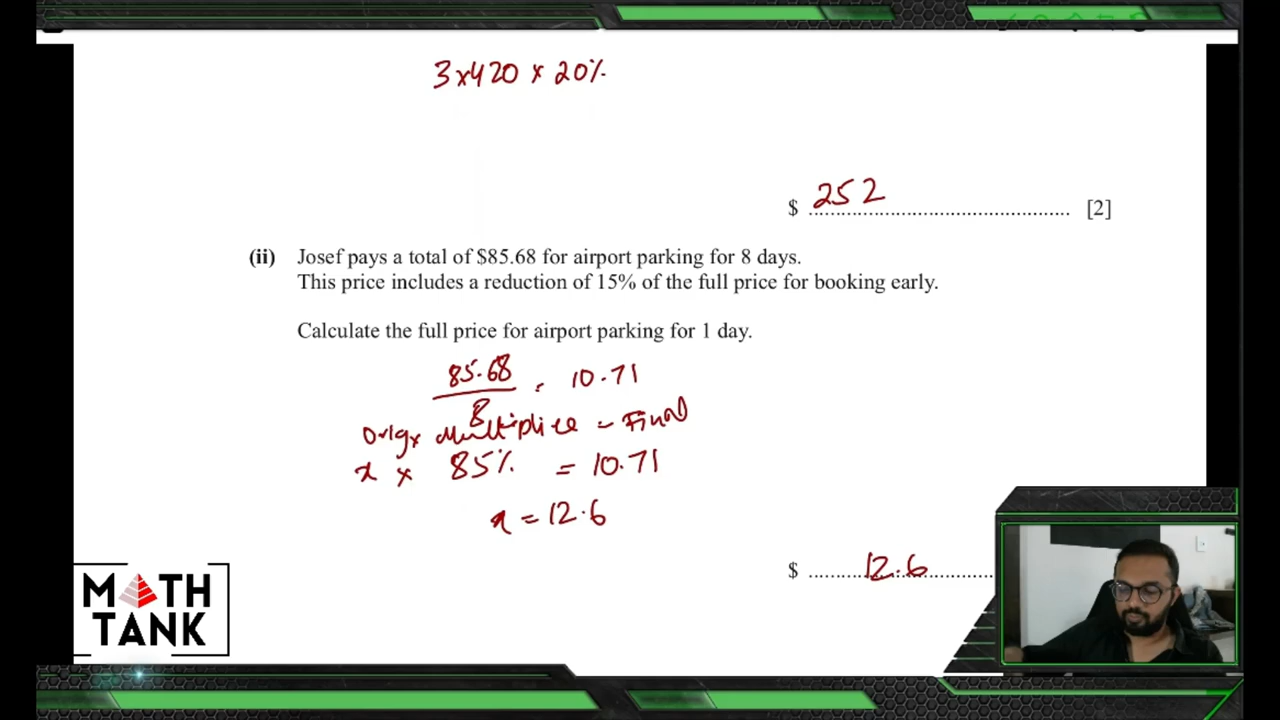 3 x 420 x 20%
$ 252 [2]
(ii) Josef pays a total of $85.68 for airport parking for 8 days.
This price includes a reduction of 15% of the full price for booking early.
Calculate the full price for airport parking for 1 day.
85.68
8
= 10.71
Orig x Multiplier = Final
x x 85% = 10.71
x = 12.6
$ 12.6
MATH
TANK